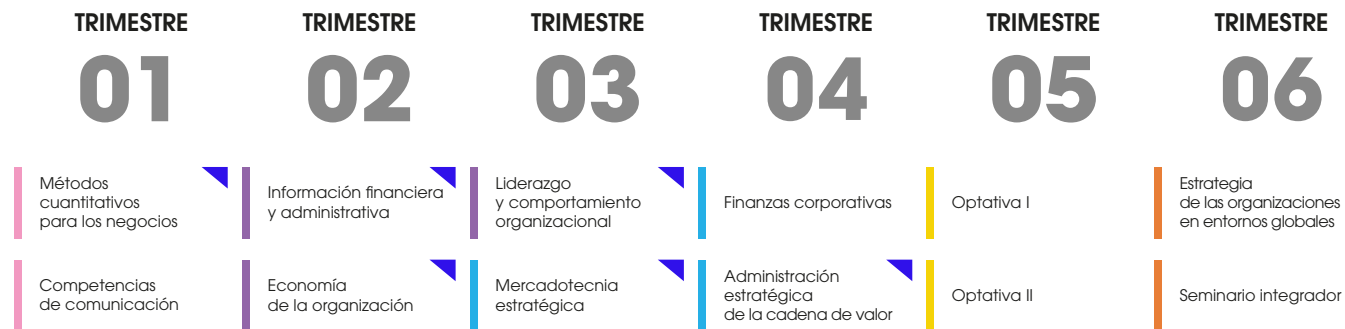 TRIMESTRE
01
TRIMESTRE
02
TRIMESTRE
03
TRIMESTRE
04
TRIMESTRE
05
TRIMESTRE
06
Métodos
cuantitativos
para los negocios
Información financiera
y administrativa
Liderazgo
y comportamiento
organizacional
Finanzas corporativas
Optativa I
Estrategia
de las organizaciones
en entornos globales
Competencias
de comunicación
Economía
de la organización
Mercadotecnia
estratégica
Administración
estratégica
de la cadena de valor
Optativa II
Seminario integrador